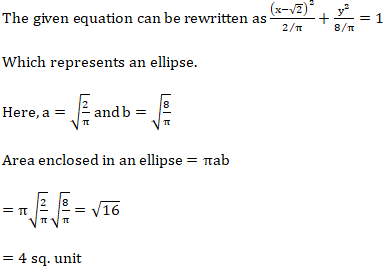 The given equation can be rewritten as (x−√2)²/(2/π) + y²/(8/π) = 1
Which represents an ellipse.
Here, a = √(2/π) and b = √(8/π)
Area enclosed in an ellipse = πab
= π√(2/π)√(8/π) = √16
= 4 sq. unit